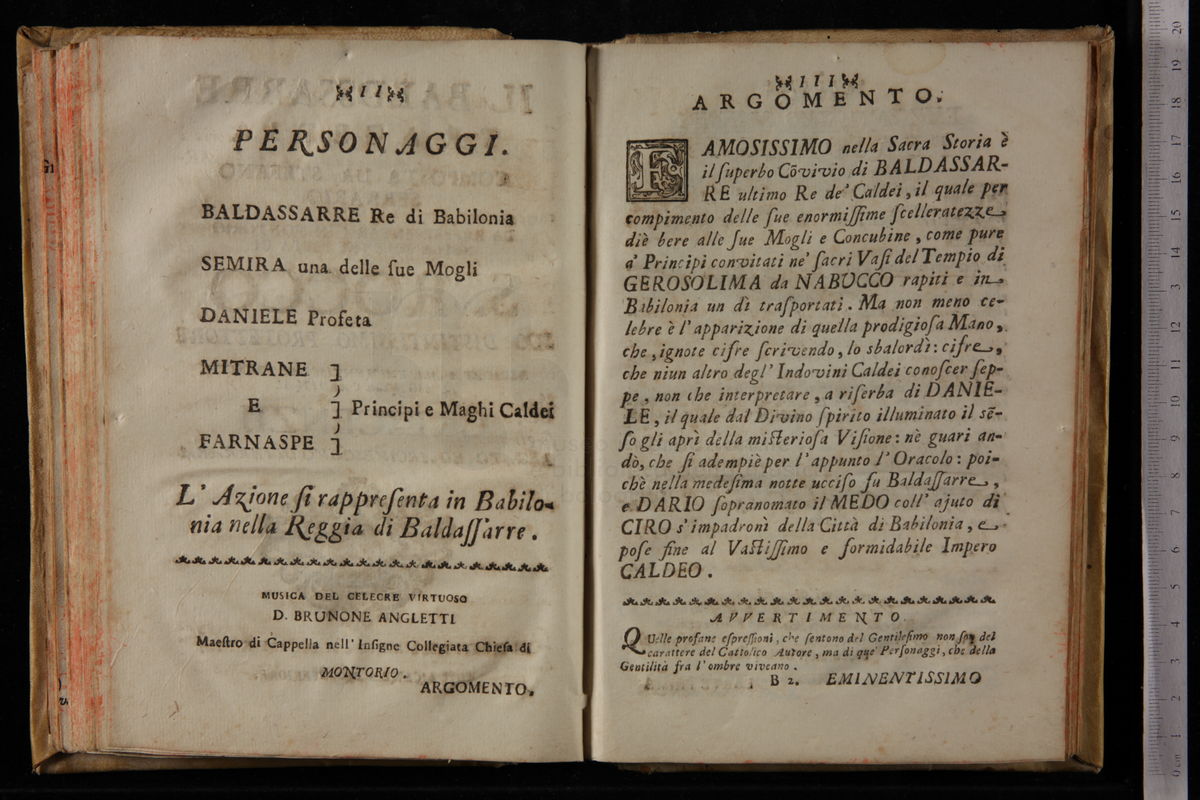 II
PERSONAGGI.
BALDASSARRE Re di Babilonia
SEMIRA una delle ſue Mogli
DANIELE Profeta
MITRANE
E
FARNASPE
Principi e Maghi Caldei
L' Azione ſi rappreſenta in Babilo-
nia nella Reggia di Baldaſſarre.
MUSICA DEL CELECRE VIRTUOSO
D. BRUNONE ANGLETTI
Maeſtro di Cappella nell' Inſigne Collegiata Chieſa di
MONTORIO.
ARGOMENTO.
III
ARGOMENTO.
FAMOSISSIMO nella Sacra Storia è
il ſuperbo Cõvivio di BALDASSAR-
RE ultimo Re de' Caldei, il quale per
compimento delle ſue enormiſſime ſcelleratezze
diè bere alle ſue Mogli e Concubine, come pure
a' Principi convitati ne' ſacri Vaſi del Tempio di
GEROSOLIMA da NABUCCO rapiti e in
Babilonia un dì traſportati. Ma non meno ce-
lebre è l' apparizione di quella prodigioſa Mano,
che, ignote cifre ſcrivendo, lo sbalordì: cifre,
che niun altro degl' Indovini Caldei conoſcer ſep-
pe, non che interpretare, a riſerba di DANIE-
LE, il quale dal Divino ſpirito illuminato il sẽ-
ſo gli aprì della miſterioſa Viſione: nè guari an-
dò, che ſi adempiè per l' appunto l' Oracolo: poi-
chè nella medeſima notte ucciſo fu Baldaſſarre,
e DARIO ſopranomato il MEDO coll' ajuto di
CIRO s' impadronì della Città di Babilonia, e
poſe fine al Vaſtiſſimo e formidabile Impero
CALDEO.
AVVERTIMENTO.
Quelle profane eſpreſſioni, che ſentono del Gentileſimo non ſon del
carattere del Cattolico Autore, ma di que' Perſonaggi, che della
Gentilità fra l' ombre viveano.
B 2. EMINENTISSIMO